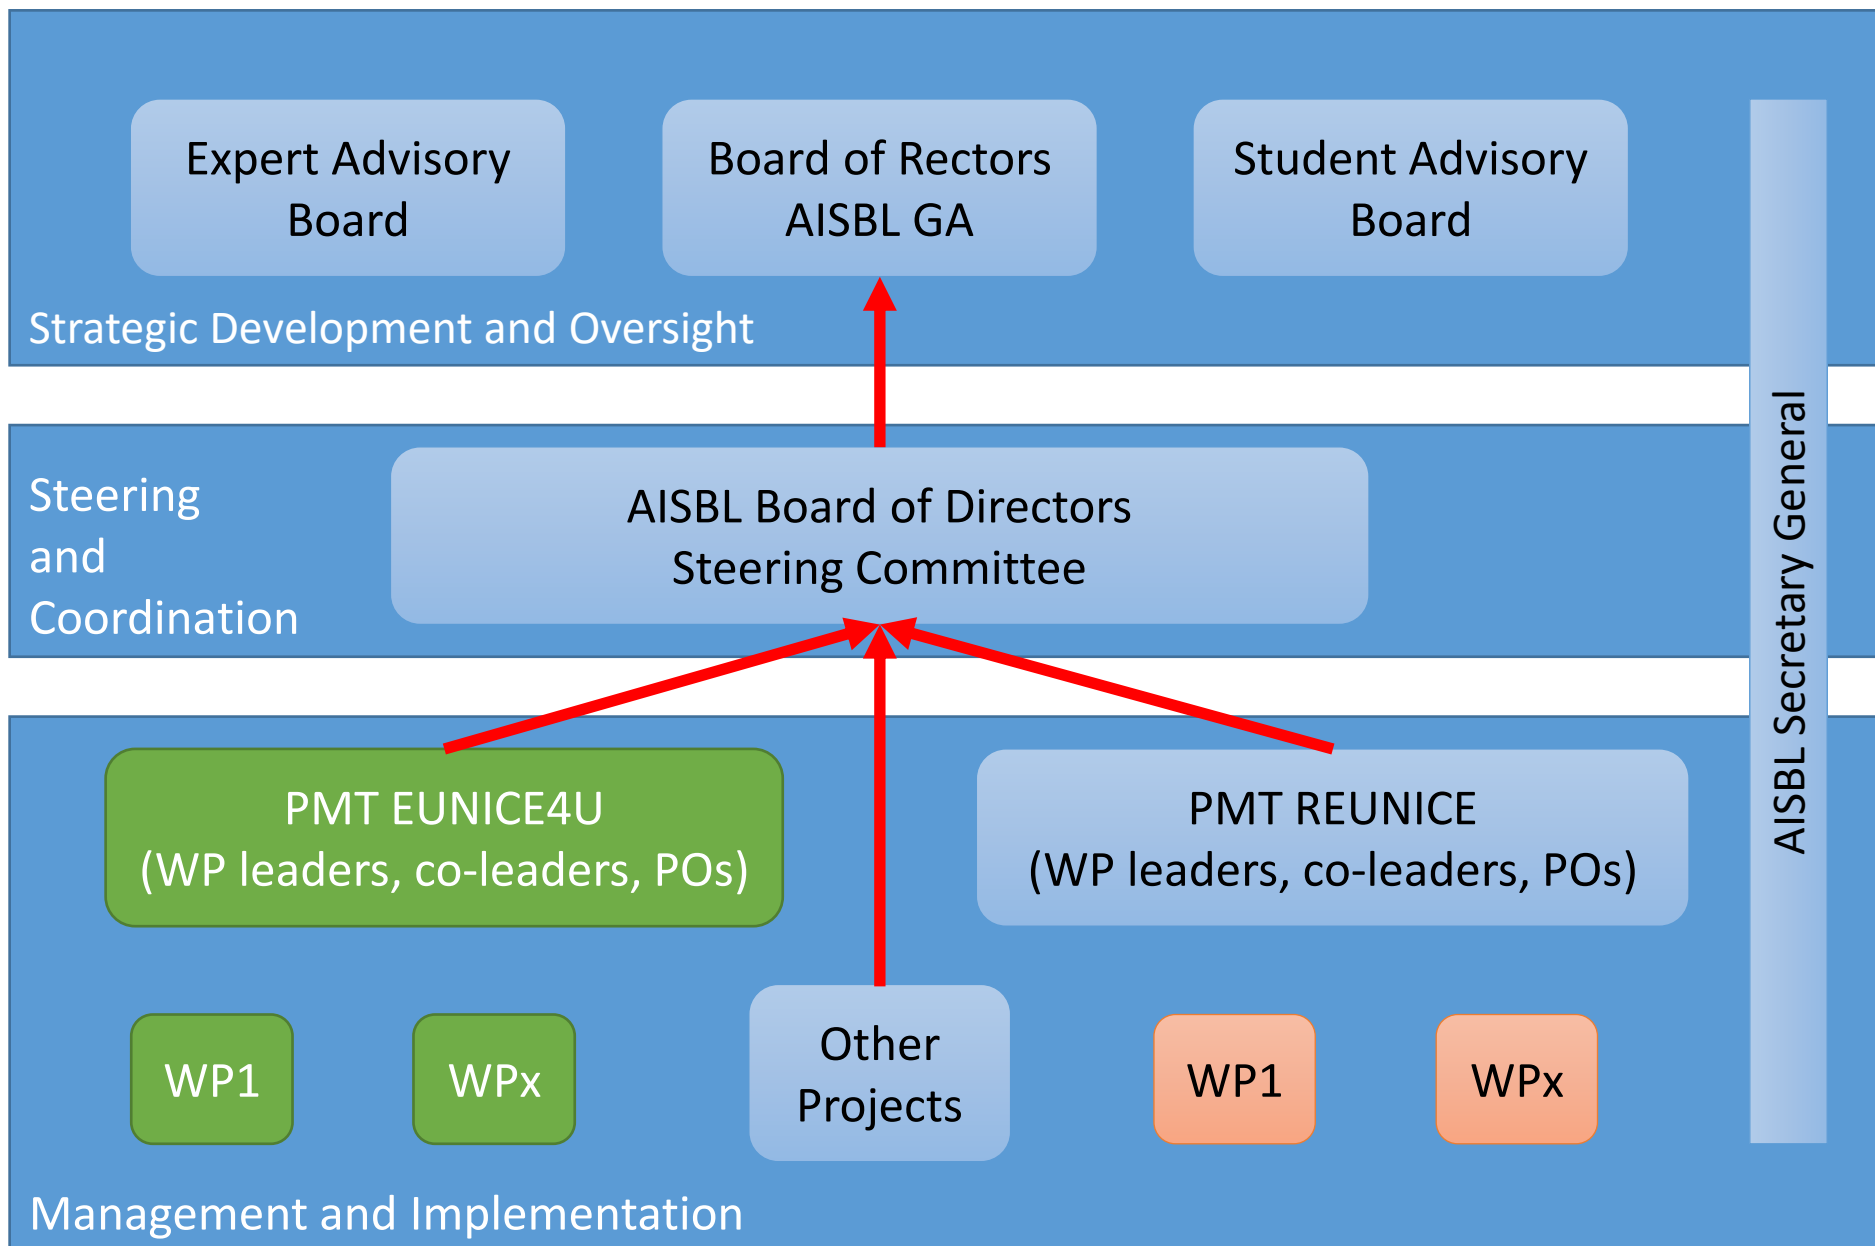 Expert Advisory
Board
Board of Rectors
AISBL GA
Student Advisory
Board
Strategic Development and Oversight
Steering
and
Coordination
AISBL Board of Directors
Steering Committee
AISBL Secretary General
PMT EUNICE4U
(WP leaders, co-leaders, POs)
PMT REUNICE
(WP leaders, co-leaders, POs)
WP1
WPx
Other
Projects
WP1
WPx
Management and Implementation